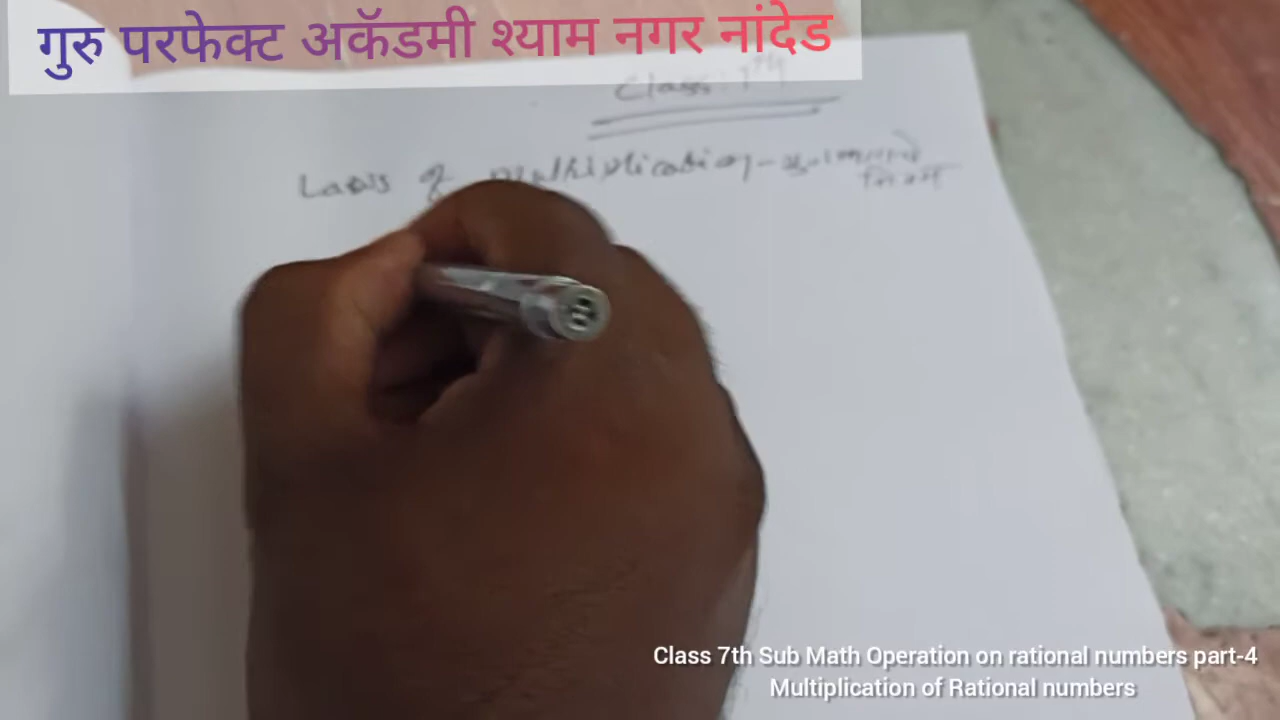 गुरु परफेक्ट अकॅडमी श्याम नगर नांदेड
Class: 7th
Laws of multiplication - गुणाकाराचे
नियम
Class 7th Sub Math Operation on rational numbers part-4
Multiplication of Rational numbers